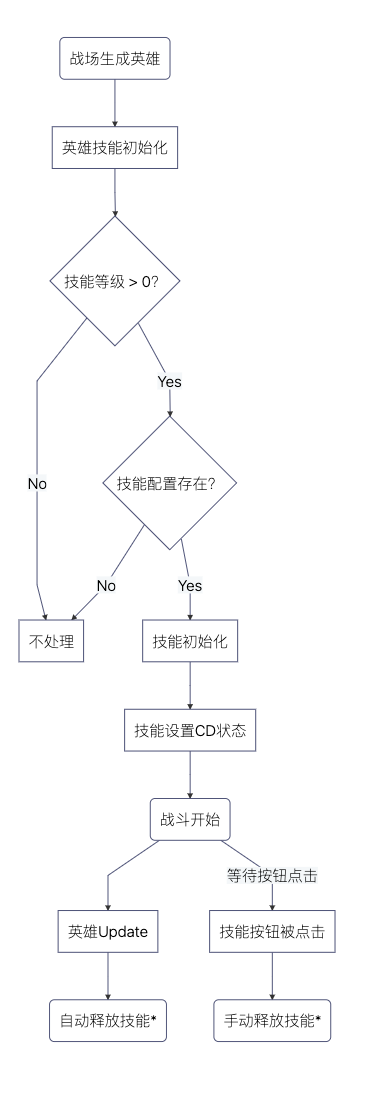 战场生成英雄
英雄技能初始化
技能等级 > 0?
Yes
技能配置存在?
No
No
Yes
不处理
技能初始化
技能设置CD状态
战斗开始
等待按钮点击
英雄Update
技能按钮被点击
自动释放技能*
手动释放技能*